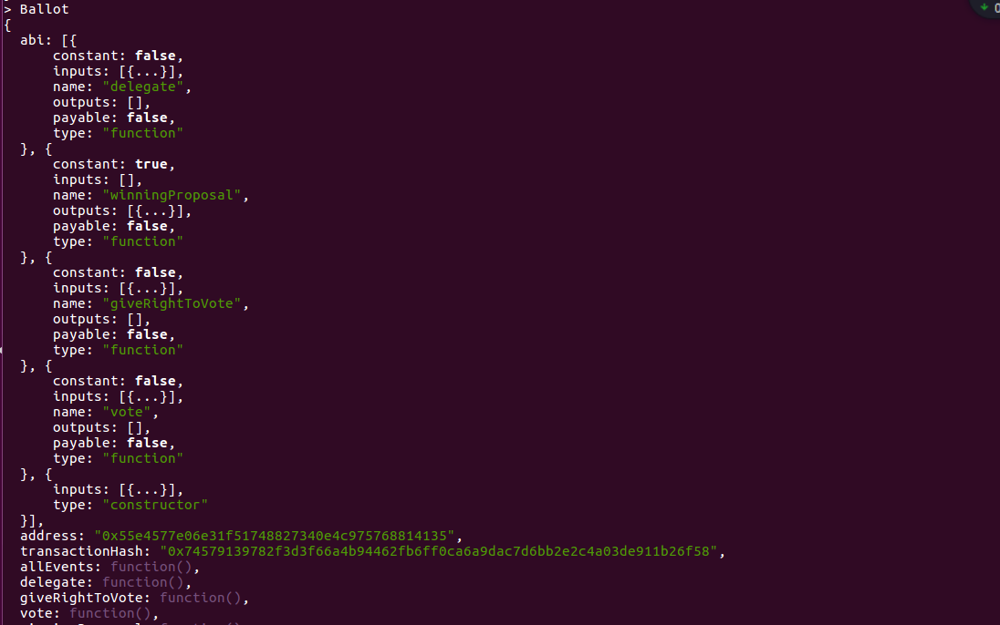 > Ballot
{
  abi: [{
      constant: false,
      inputs: [{...}],
      name: "delegate",
      outputs: [],
      payable: false,
      type: "function"
  }, {
      constant: true,
      inputs: [],
      name: "winningProposal",
      outputs: [{...}],
      payable: false,
      type: "function"
  }, {
      constant: false,
      inputs: [{...}],
      name: "giveRightToVote",
      outputs: [],
      payable: false,
      type: "function"
  }, {
      constant: false,
      inputs: [{...}],
      name: "vote",
      outputs: [],
      payable: false,
      type: "function"
  }, {
      inputs: [{...}],
      type: "constructor"
  }],
  address: "0x55e4577e06e31f51748827340e4c975768814135",
  transactionHash: "0x74579139782f3d3f66a4b94462fb6ff0ca6a9dac7d6bb2e2c4a03de911b26f58",
  allEvents: function(),
  delegate: function(),
  giveRightToVote: function(),
  vote: function(),